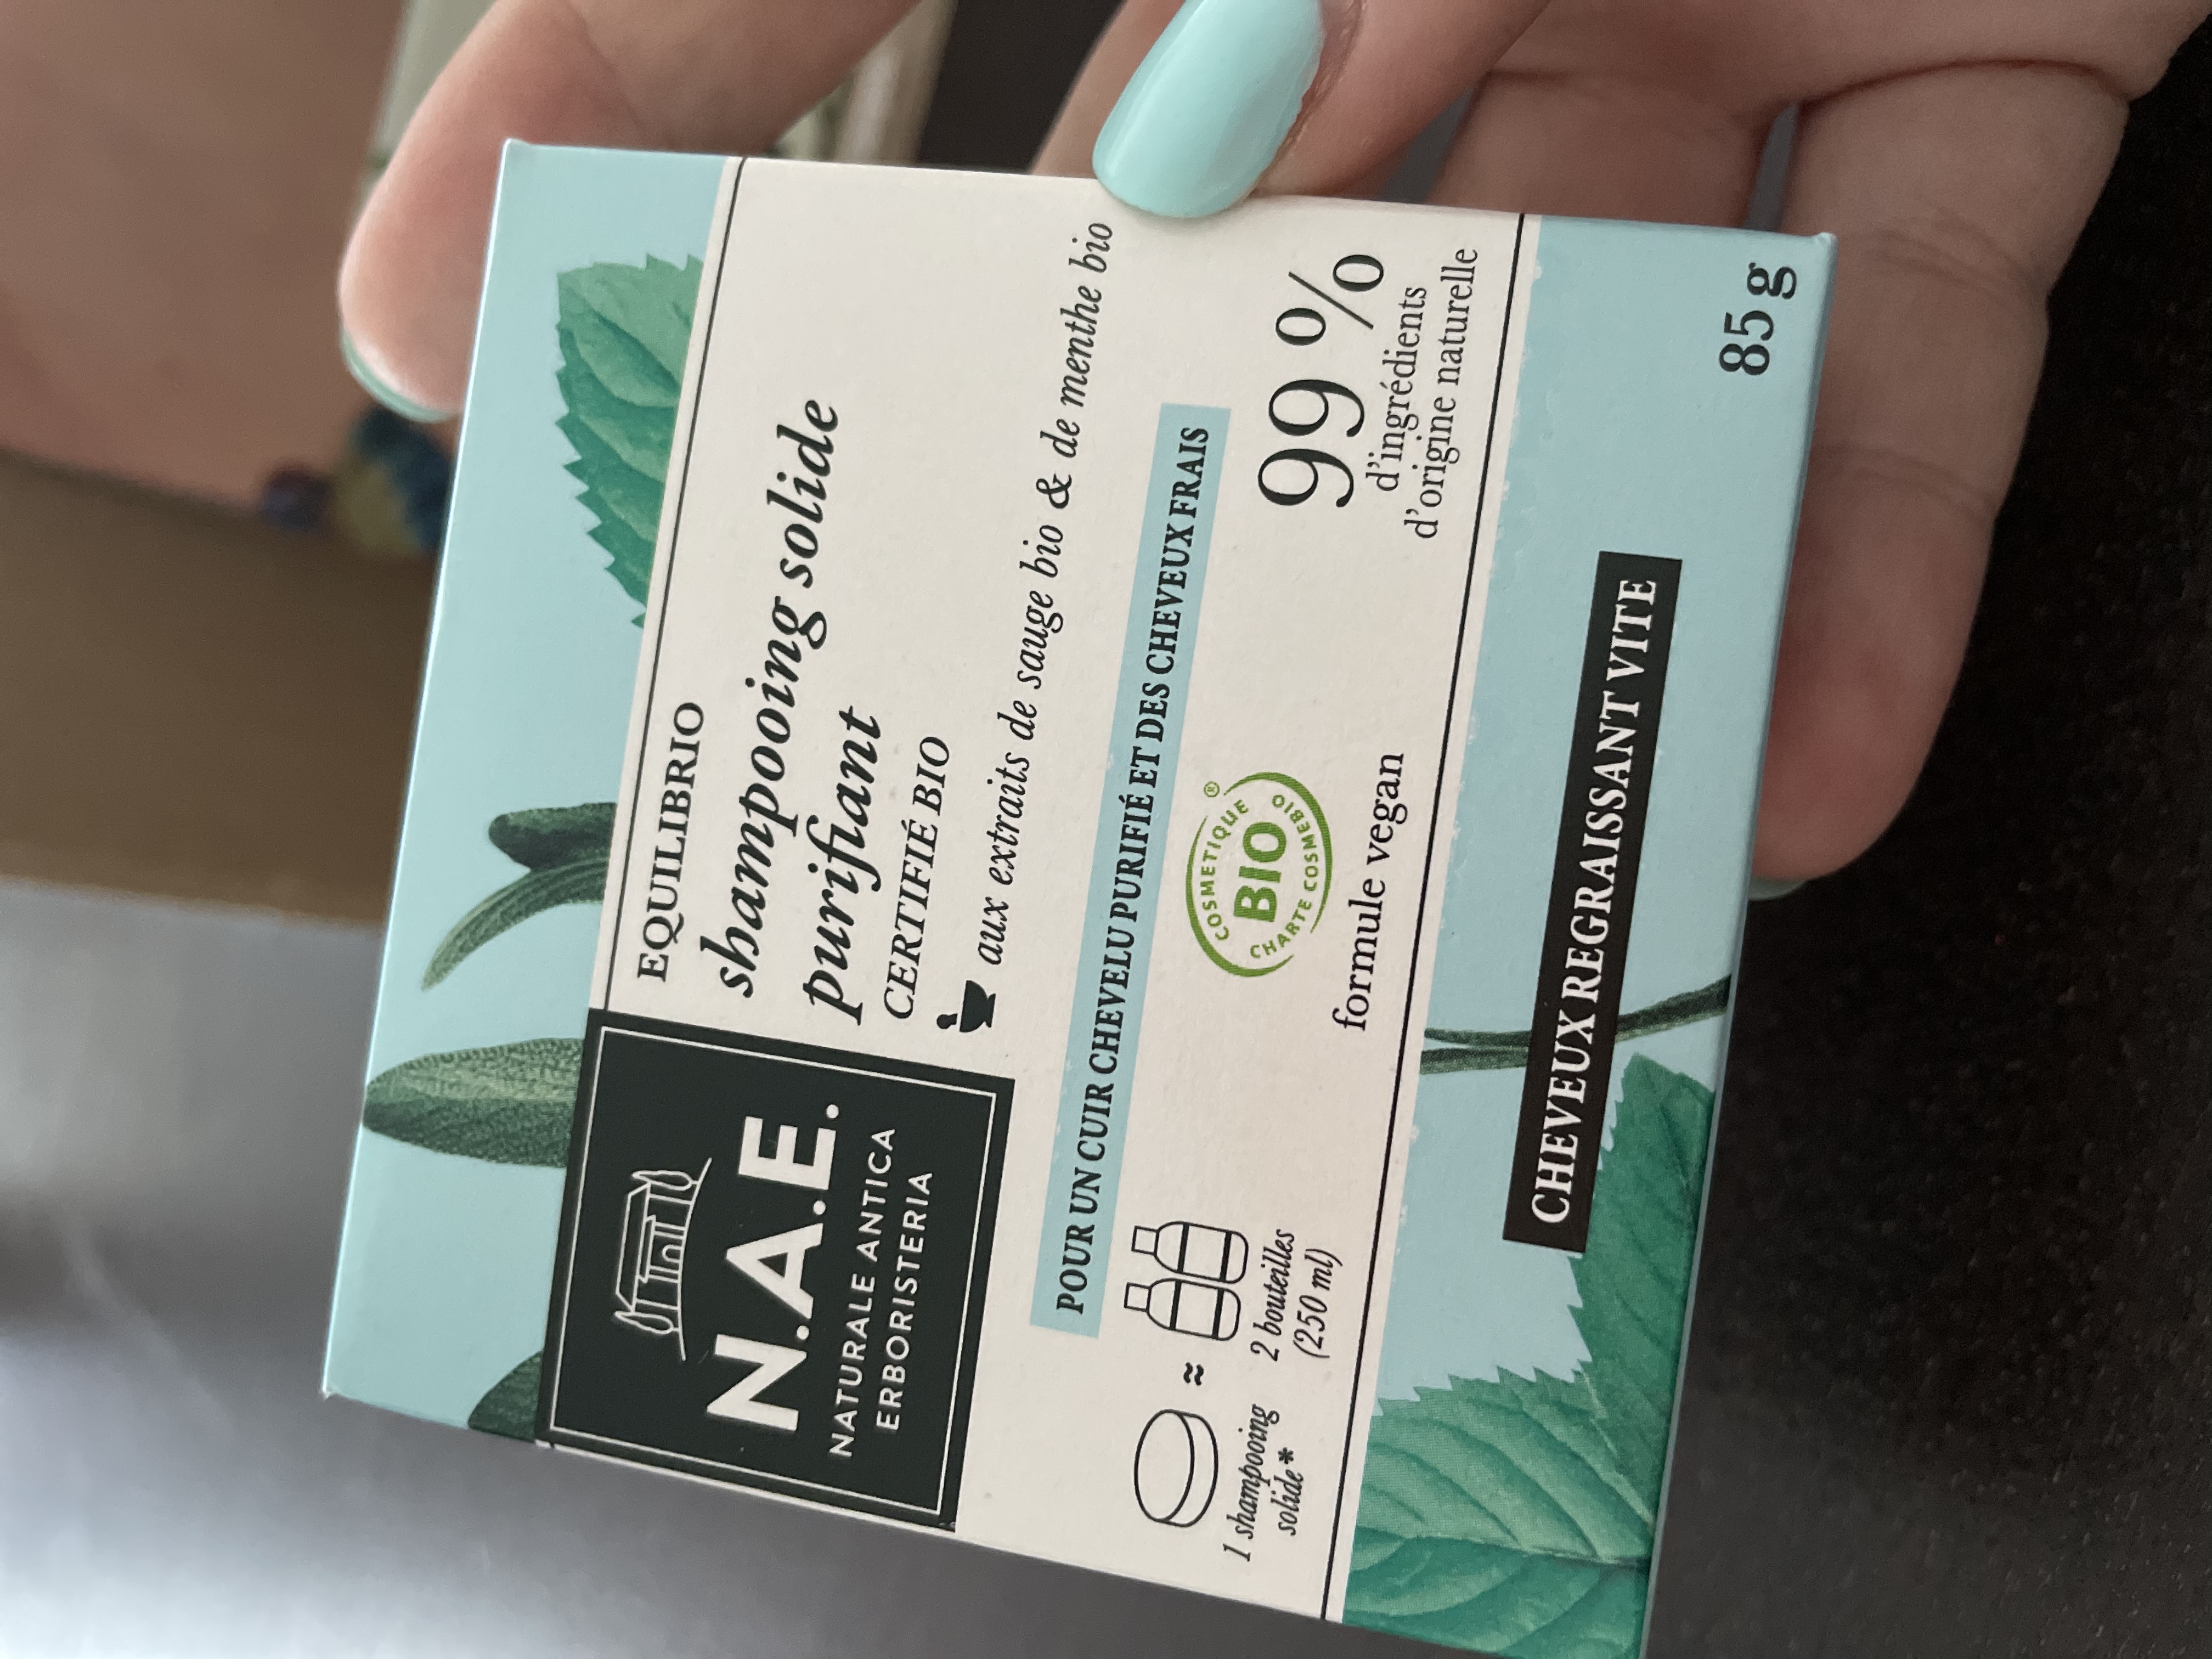 N.A.E.
NATURALE ANTICA
ERBORISTERIA
EQUILIBRIO
shampooing solide
purifiant
CERTIFIÉ BIO
aux extraits de sauge bio & de menthe bio
POUR UN CUIR CHEVELU PURIFIÉ ET DES CHEVEUX FRAIS
1 shampooing
solide*
≈
2 bouteilles
(250 ml)
COSMETIQUE
BIO
CHARTE COSMEBIO
®
formule vegan
99 %
d'ingrédients
d'origine naturelle
CHEVEUX REGRAISSANT VITE
85 g